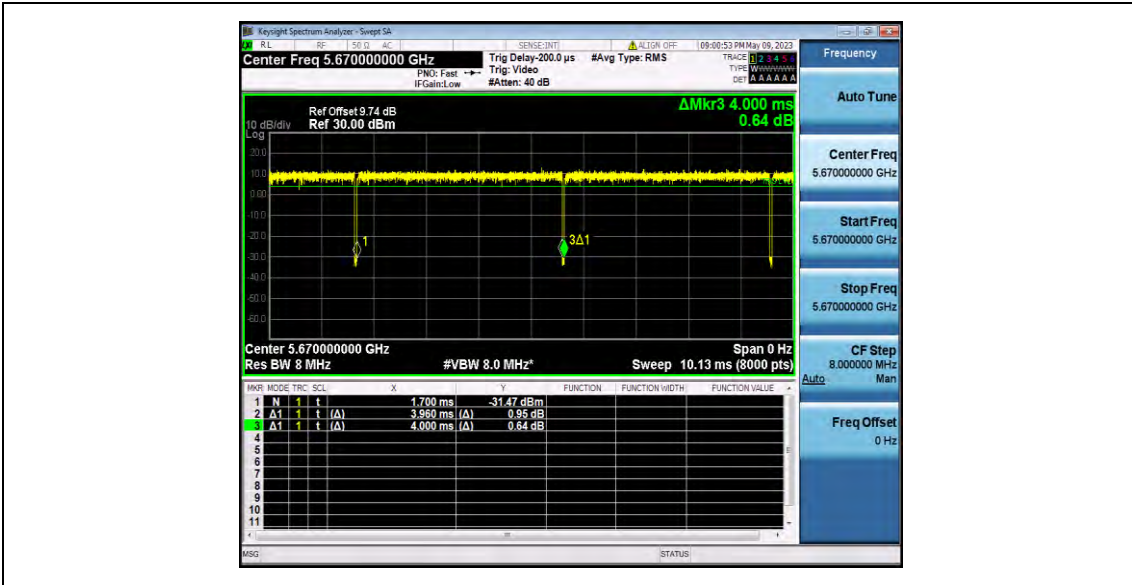 Keysight Spectrum Analyzer - Swept SA
RL RF 50 Ω AC SENSE:INT ALIGN OFF 09:00:53 PM May 09, 2023
Center Freq 5.670000000 GHz
PNO: Fast
IFGain:Low
Trig Delay-200.0 µs
Trig: Video
#Atten: 40 dB
#Avg Type: RMS
TRACE 1 2 3 4 5 6
TYPE W
DET A A A A A A
Ref Offset 9.74 dB
10 dB/div Ref 30.00 dBm
Log
ΔMkr3 4.000 ms
0.64 dB
20.0
10.0
0.00
-10.0
-20.0
-30.0
-40.0
-50.0
-60.0
1
3Δ1
Center 5.670000000 GHz Span 0 Hz
Res BW 8 MHz #VBW 8.0 MHz* Sweep 10.13 ms (8000 pts)
MKR MODE TRC SCL X Y FUNCTION FUNCTION WIDTH FUNCTION VALUE
1 N 1 t 1.700 ms -31.47 dBm
2 Δ1 1 t (Δ) 3.960 ms (Δ) 0.95 dB
3 Δ1 1 t (Δ) 4.000 ms (Δ) 0.64 dB
4
5
6
7
8
9
10
11
MSG STATUS
Frequency
Auto Tune
Center Freq
5.670000000 GHz
Start Freq
5.670000000 GHz
Stop Freq
5.670000000 GHz
CF Step
8.000000 MHz
Auto Man
Freq Offset
0 Hz